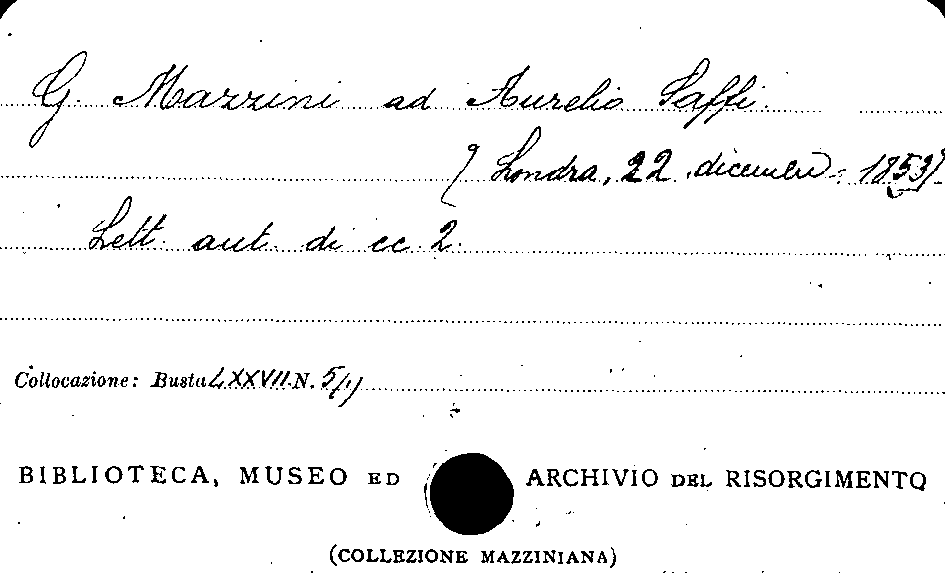 G. Mazzini ad Aurelio Saffi.
(Londra, 22 dicembre 1853)
Lett. aut. di cc. 2.
Collocazione: Busta LXXVII N. 5/
BIBLIOTECA, MUSEO ED ARCHIVIO DEL RISORGIMENTO
(COLLEZIONE MAZZINIANA)